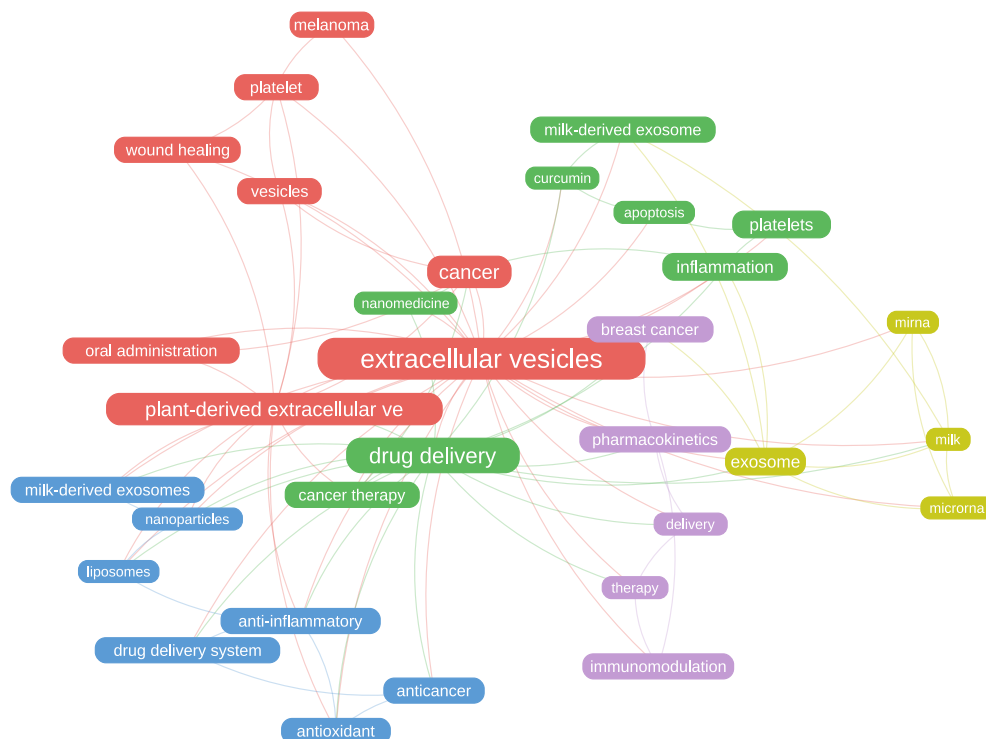 melanoma
platelet
milk-derived exosome
wound healing
curcumin
vesicles
apoptosis
platelets
cancer
inflammation
nanomedicine
mirna
breast cancer
oral administration
extracellular vesicles
plant-derived extracellular ve
pharmacokinetics
milk
drug delivery
exosome
milk-derived exosomes
cancer therapy
microrna
nanoparticles
delivery
liposomes
therapy
anti-inflammatory
drug delivery system
immunomodulation
anticancer
antioxidant